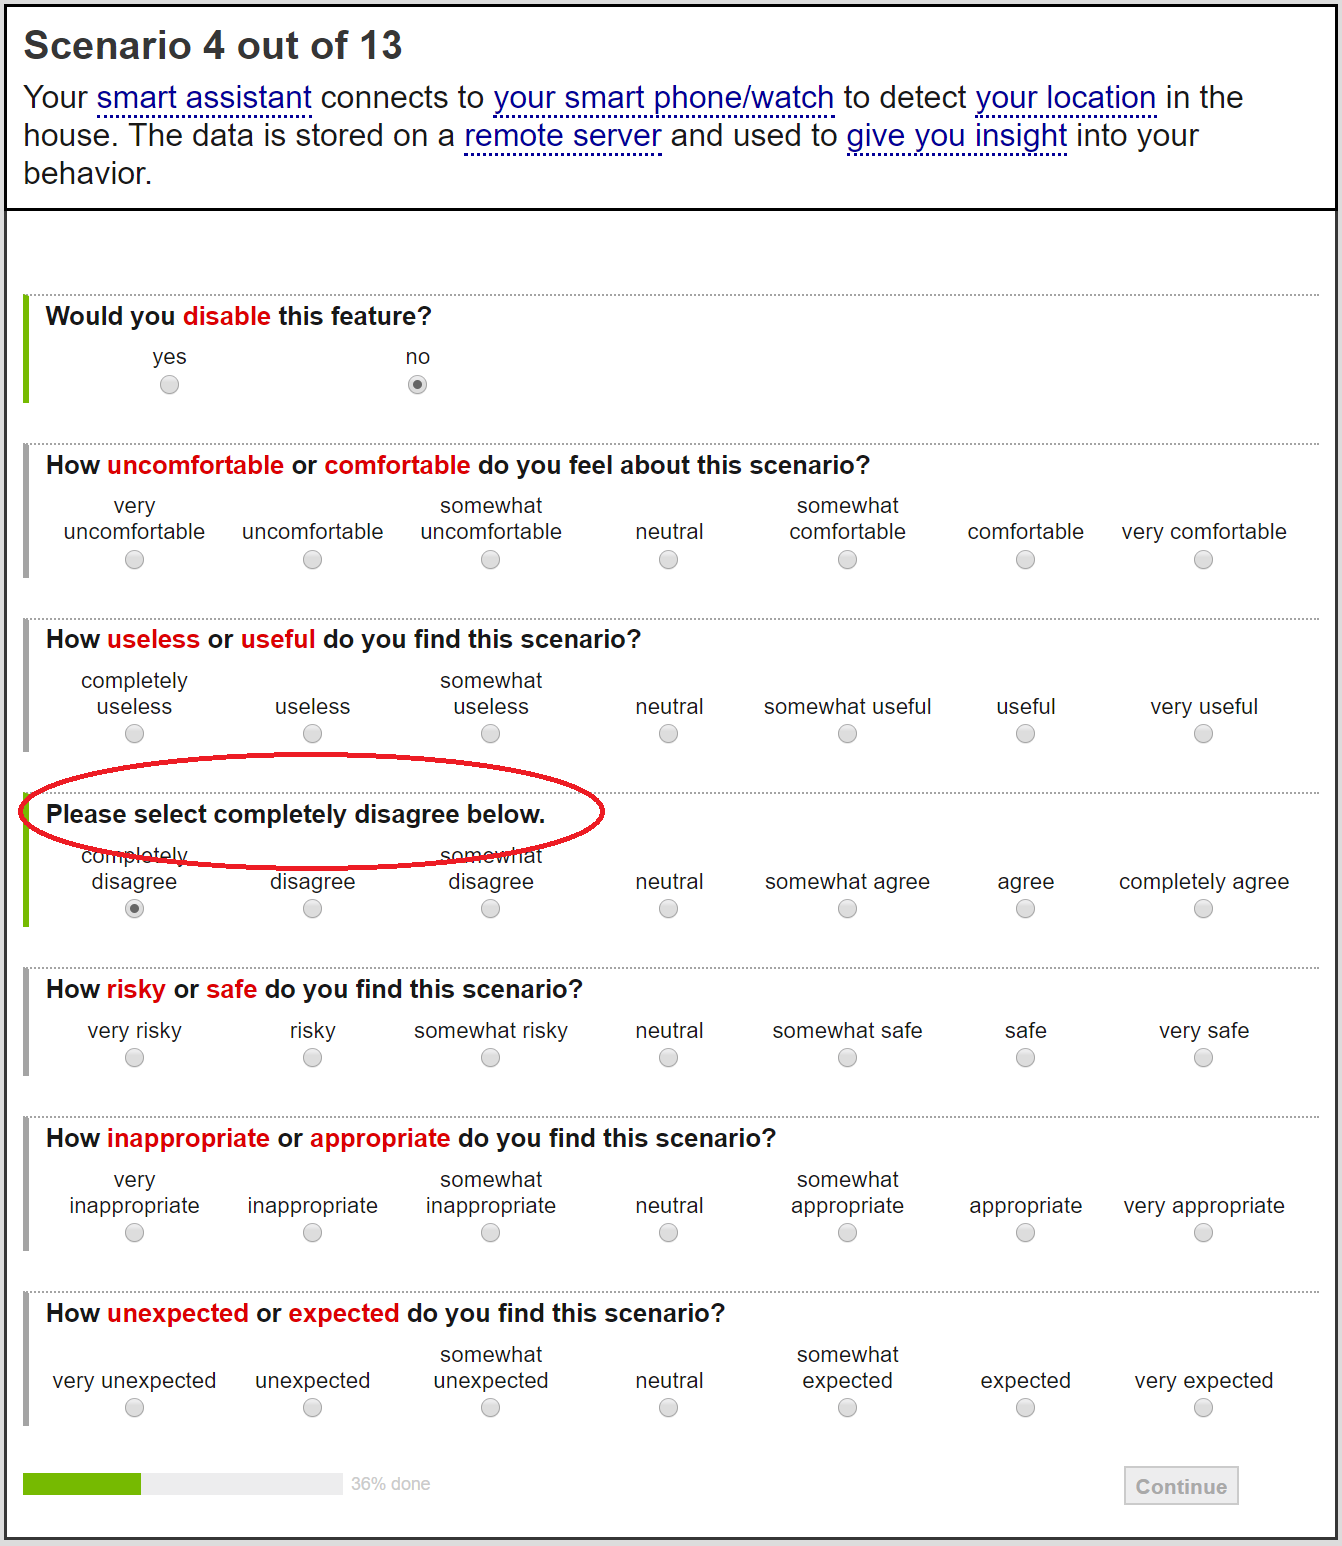 Scenario 4 out of 13
Your smart assistant connects to your smart phone/watch to detect your location in the
house. The data is stored on a remote server and used to give you insight into your
behavior.
Would you disable this feature?
yes no
How uncomfortable or comfortable do you feel about this scenario?
very somewhat somewhat
uncomfortable uncomfortable uncomfortable neutral comfortable comfortable very comfortable
How useless or useful do you find this scenario?
completely somewhat
useless useless useless neutral somewhat useful useful very useful
Please select completely disagree below.
completely somewhat
disagree disagree disagree neutral somewhat agree agree completely agree
How risky or safe do you find this scenario?
very risky risky somewhat risky neutral somewhat safe safe very safe
How inappropriate or appropriate do you find this scenario?
very somewhat somewhat
inappropriate inappropriate inappropriate neutral appropriate appropriate very appropriate
How unexpected or expected do you find this scenario?
somewhat somewhat
very unexpected unexpected unexpected neutral expected expected very expected
36% done Continue